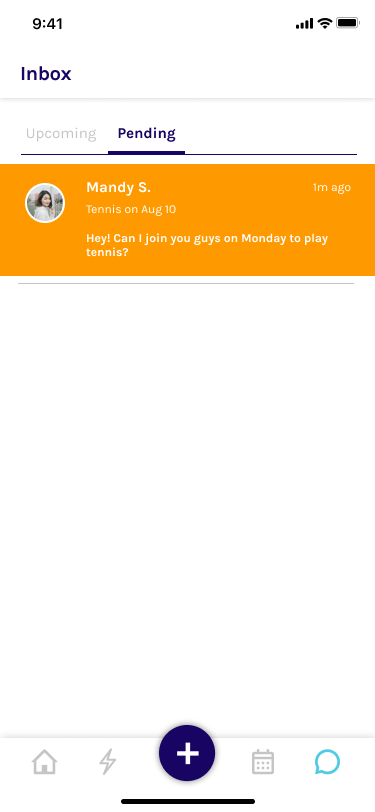 9:41
Inbox
Upcoming Pending
Mandy S. 1m ago
Tennis on Aug 10
Hey! Can I join you guys on Monday to play
tennis?